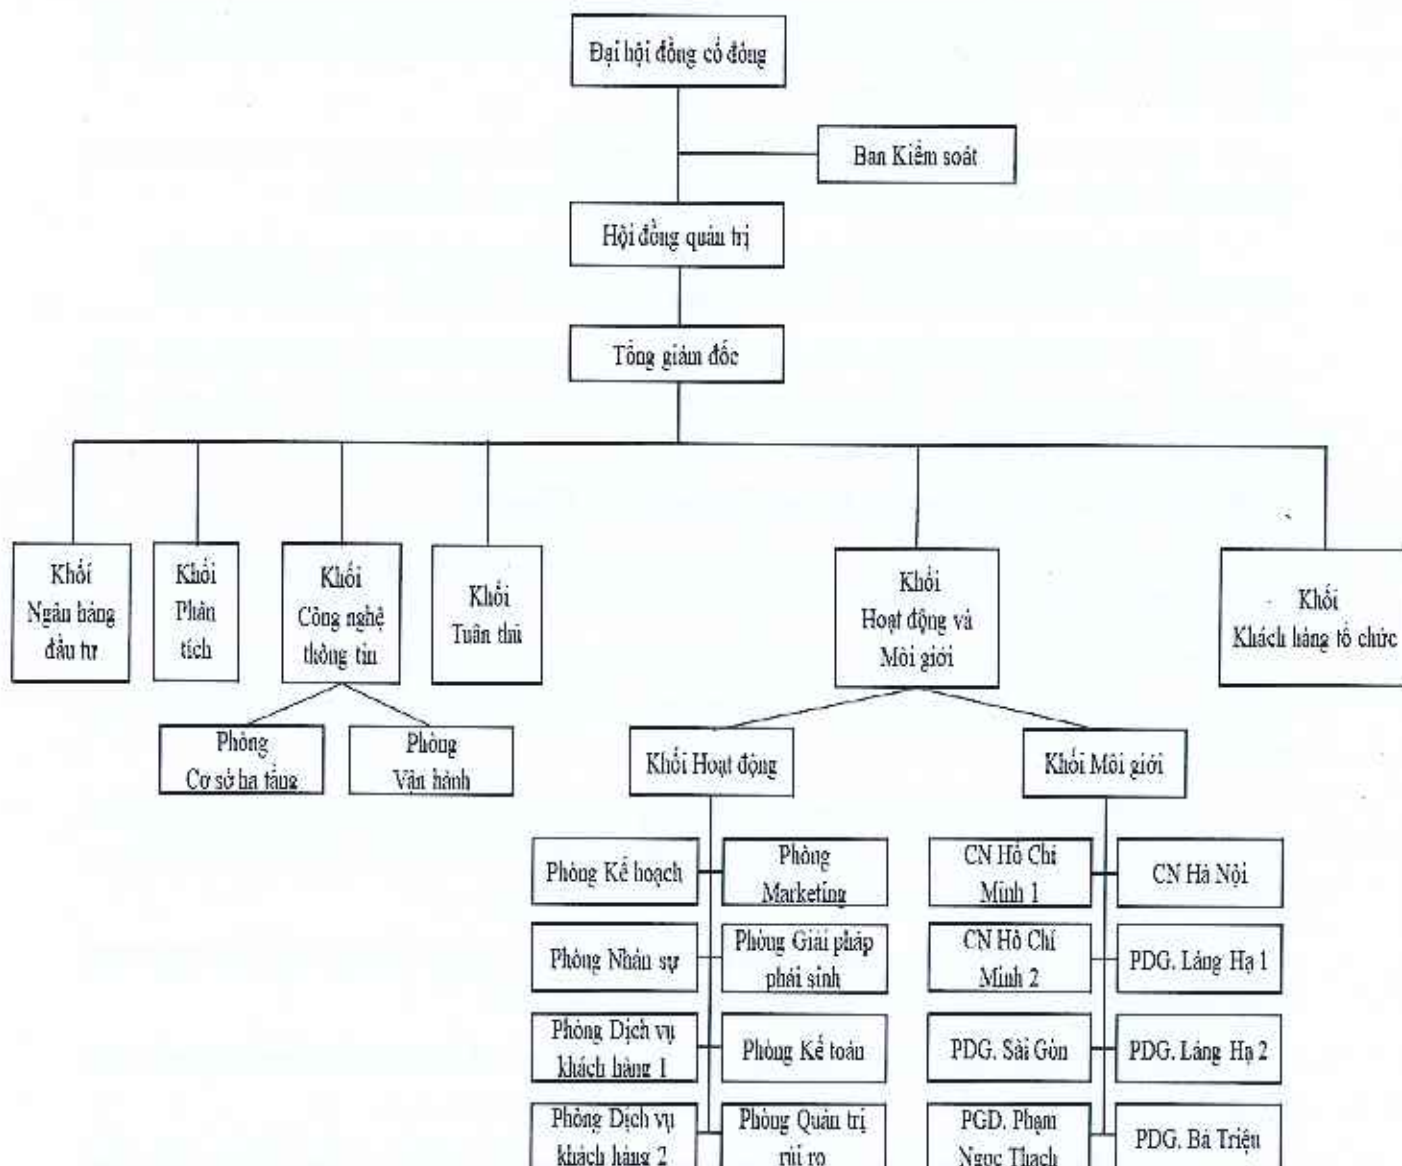 Đại hội đồng cổ đông
Ban Kiểm soát
Hội đồng quản trị
Tổng giám đốc
Khối
Ngân hàng
đầu tư
Khối
Phân
tích
Khối
Công nghệ
thông tin
Khối
Tuân thủ
Khối
Hoạt động và
Môi giới
Khối
Khách hàng tổ chức
Phòng
Cơ sở hạ tầng
Phòng
Vận hành
Khối Hoạt động
Khối Môi giới
Phòng Kế hoạch
Phòng
Marketing
CN Hồ Chí
Minh 1
CN Hà Nội
Phòng Nhân sự
Phòng Giải pháp
phái sinh
CN Hồ Chí
Minh 2
PDG. Láng Hạ 1
Phòng Dịch vụ
khách hàng 1
Phòng Kế toán
PDG. Sài Gòn
PDG. Láng Hạ 2
Phòng Dịch vụ
khách hàng 2
Phòng Quản trị
rủi ro
PGD. Phạm
Ngọc Thạch
PDG. Bà Triệu